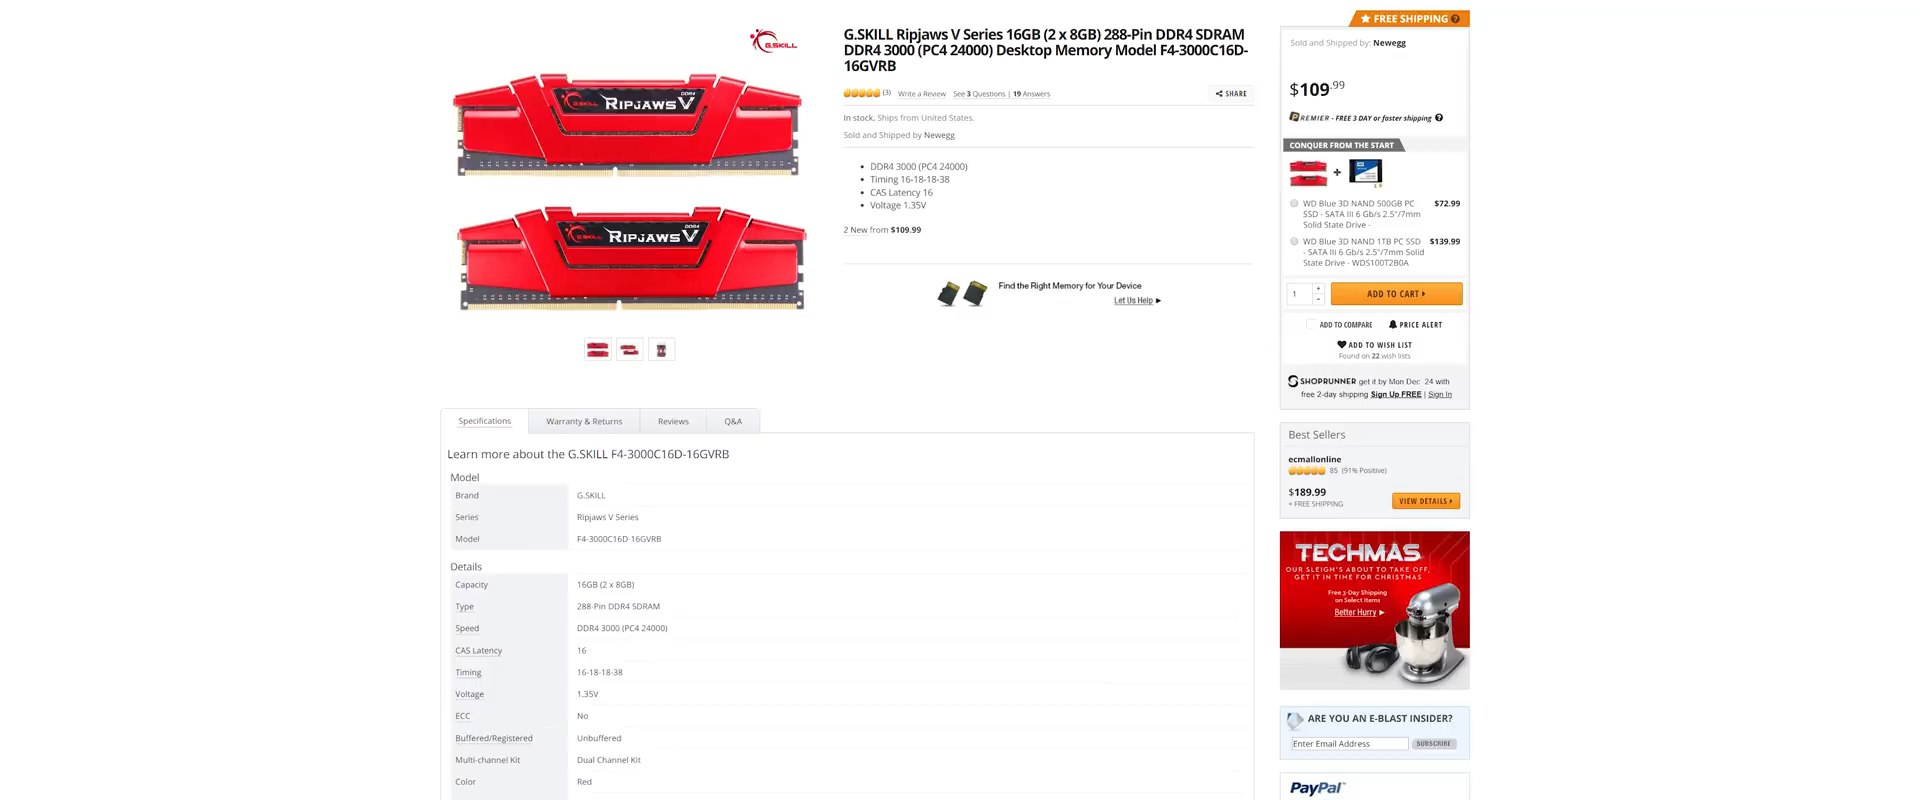 G.SKILL
G.SKILL RIPJAWS V DDR4
G.SKILL RIPJAWS V DDR4
G.SKILL Ripjaws V Series 16GB (2 x 8GB) 288-Pin DDR4 SDRAM
DDR4 3000 (PC4 24000) Desktop Memory Model F4-3000C16D-
16GVRB
(3) Write a Review See 3 Questions | 19 Answers
SHARE
In stock. Ships from United States.
Sold and Shipped by Newegg
• DDR4 3000 (PC4 24000)
• Timing 16-18-18-38
• CAS Latency 16
• Voltage 1.35V
2 New from $109.99
Find the Right Memory for Your Device
Let Us Help ▶
FREE SHIPPING ?
Sold and Shipped by: Newegg
$109.99
PREMIER - FREE 3 DAY or faster shipping ?
CONQUER FROM THE START
+
WD Blue 3D NAND 500GB PC $72.99
SSD - SATA III 6 Gb/s 2.5"/7mm
Solid State Drive -
WD Blue 3D NAND 1TB PC SSD $139.99
- SATA III 6 Gb/s 2.5"/7mm Solid
State Drive - WDS100T2B0A
1 + -
ADD TO CART
ADD TO COMPARE PRICE ALERT
ADD TO WISH LIST
Found on 22 wish lists
SHOPRUNNER get it by Mon Dec 24 with
free 2-day shipping Sign Up FREE | Sign In
Specifications Warranty & Returns Reviews Q&A
Learn more about the G.SKILL F4-3000C16D-16GVRB
Model
Brand G.SKILL
Series Ripjaws V Series
Model F4-3000C16D-16GVRB
Details
Capacity 16GB (2 x 8GB)
Type 288-Pin DDR4 SDRAM
Speed DDR4 3000 (PC4 24000)
CAS Latency 16
Timing 16-18-18-38
Voltage 1.35V
ECC No
Buffered/Registered Unbuffered
Multi-channel Kit Dual Channel Kit
Color Red
Best Sellers
ecmallonline
85 (91% Positive)
$189.99
+ FREE SHIPPING
VIEW DETAILS
TECHMAS
OUR SLEIGH'S ABOUT TO TAKE OFF,
GET IT IN TIME FOR CHRISTMAS
Free 3-Day Shipping
on Select Items
Better Hurry ▶
ARE YOU AN E-BLAST INSIDER?
Enter Email Address SUBSCRIBE
PayPal